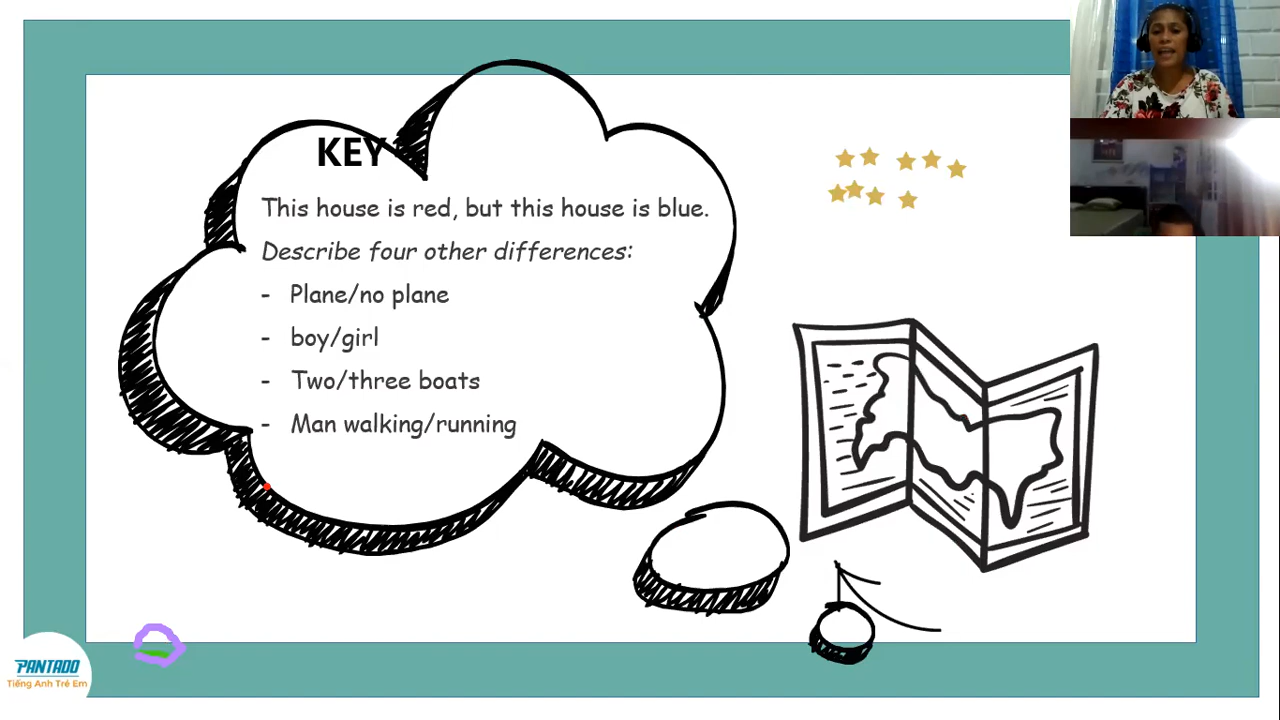 KEY
This house is red, but this house is blue.
Describe four other differences:
- Plane/no plane
- boy/girl
- Two/three boats
- Man walking/running
PANTADO
Tiếng Anh Trẻ Em